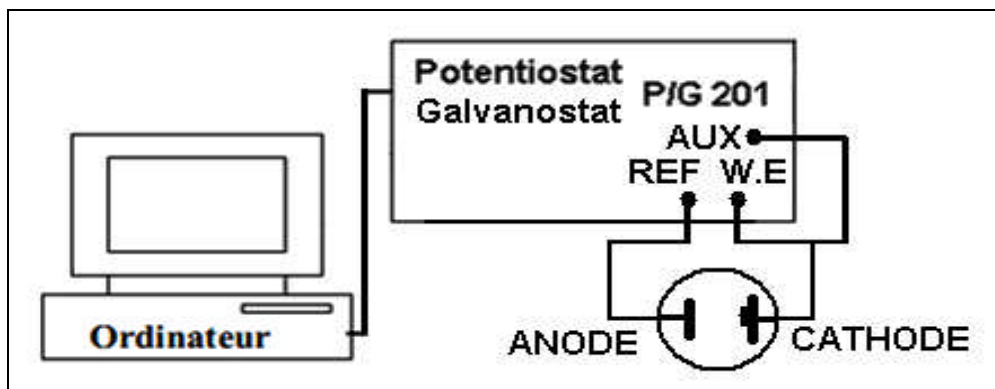 Potentiostat
Galvanostat
P/G 201
AUX
REF W.E
Ordinateur
ANODE
CATHODE